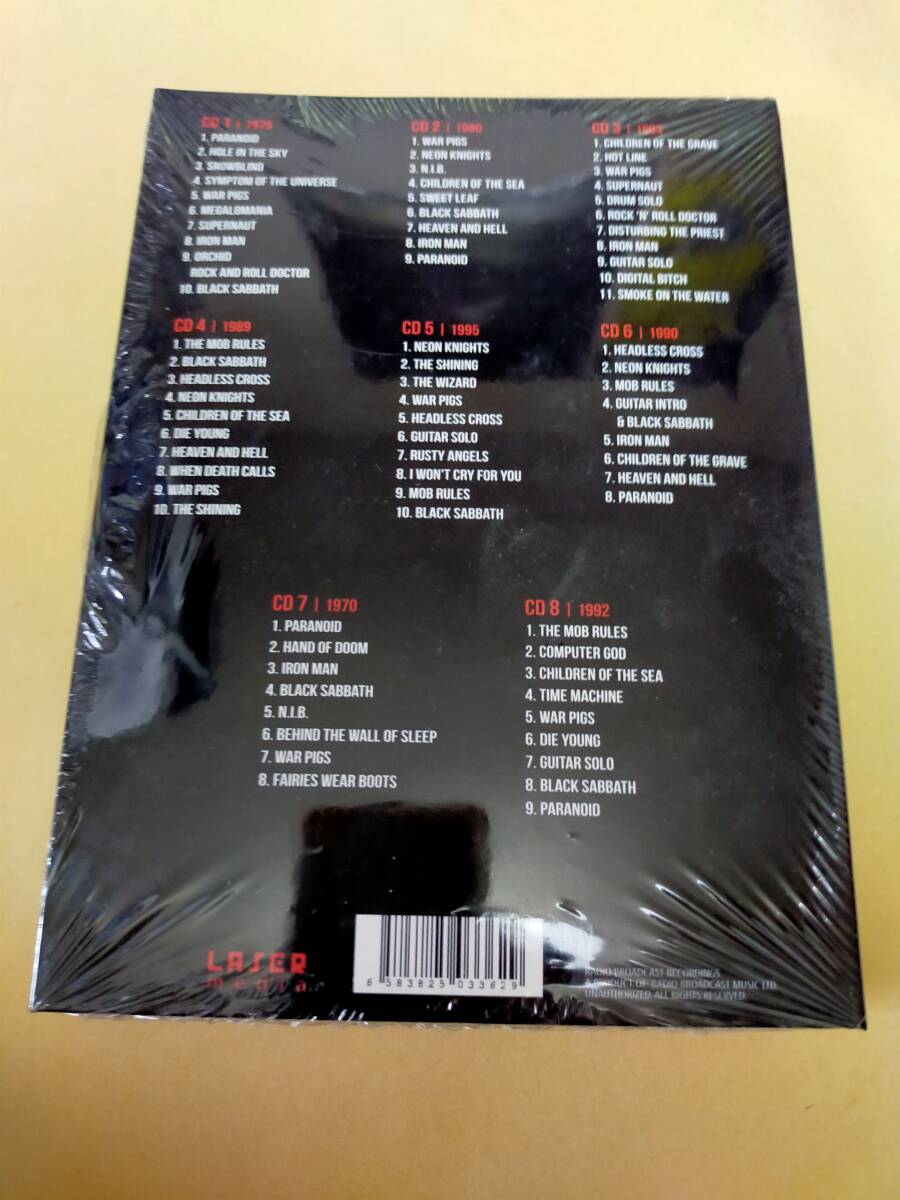 CD 1 | 1975
1. PARANOID
2. HOLE IN THE SKY
3. SNOWBLIND
4. SYMPTOM OF THE UNIVERSE
5. WAR PIGS
6. MEGALOMANIA
7. SUPERNAUT
8. IRON MAN
9. ORCHID
ROCK AND ROLL DOCTOR
10. BLACK SABBATH
CD 2 | 1980
1. WAR PIGS
2. NEON KNIGHTS
3. N.I.B.
4. CHILDREN OF THE SEA
5. SWEET LEAF
6. BLACK SABBATH
7. HEAVEN AND HELL
8. IRON MAN
9. PARANOID
CD 3 | 1983
1. CHILDREN OF THE GRAVE
2. HOT LINE
3. WAR PIGS
4. SUPERNAUT
5. DRUM SOLO
6. ROCK 'N' ROLL DOCTOR
7. DISTURBING THE PRIEST
8. IRON MAN
9. GUITAR SOLO
10. DIGITAL BITCH
11. SMOKE ON THE WATER
CD 4 | 1989
1. THE MOB RULES
2. BLACK SABBATH
3. HEADLESS CROSS
4. NEON KNIGHTS
5. CHILDREN OF THE SEA
6. DIE YOUNG
7. HEAVEN AND HELL
8. WHEN DEATH CALLS
9. WAR PIGS
10. THE SHINING
CD 5 | 1995
1. NEON KNIGHTS
2. THE SHINING
3. THE WIZARD
4. WAR PIGS
5. HEADLESS CROSS
6. GUITAR SOLO
7. RUSTY ANGELS
8. I WON'T CRY FOR YOU
9. MOB RULES
10. BLACK SABBATH
CD 6 | 1990
1. HEADLESS CROSS
2. NEON KNIGHTS
3. MOB RULES
4. GUITAR INTRO
& BLACK SABBATH
5. IRON MAN
6. CHILDREN OF THE GRAVE
7. HEAVEN AND HELL
8. PARANOID
CD 7 | 1970
1. PARANOID
2. HAND OF DOOM
3. IRON MAN
4. BLACK SABBATH
5. N.I.B.
6. BEHIND THE WALL OF SLEEP
7. WAR PIGS
8. FAIRIES WEAR BOOTS
CD 8 | 1992
1. THE MOB RULES
2. COMPUTER GOD
3. CHILDREN OF THE SEA
4. TIME MACHINE
5. WAR PIGS
6. DIE YOUNG
7. GUITAR SOLO
8. BLACK SABBATH
9. PARANOID
LASER
media
6 583825 033629
RADIO BROADCAST RECORDINGS
A PRODUCT OF RADIO BROADCAST MUSIC LTD.
UNAUTHORIZED. ALL RIGHTS RESERVED.